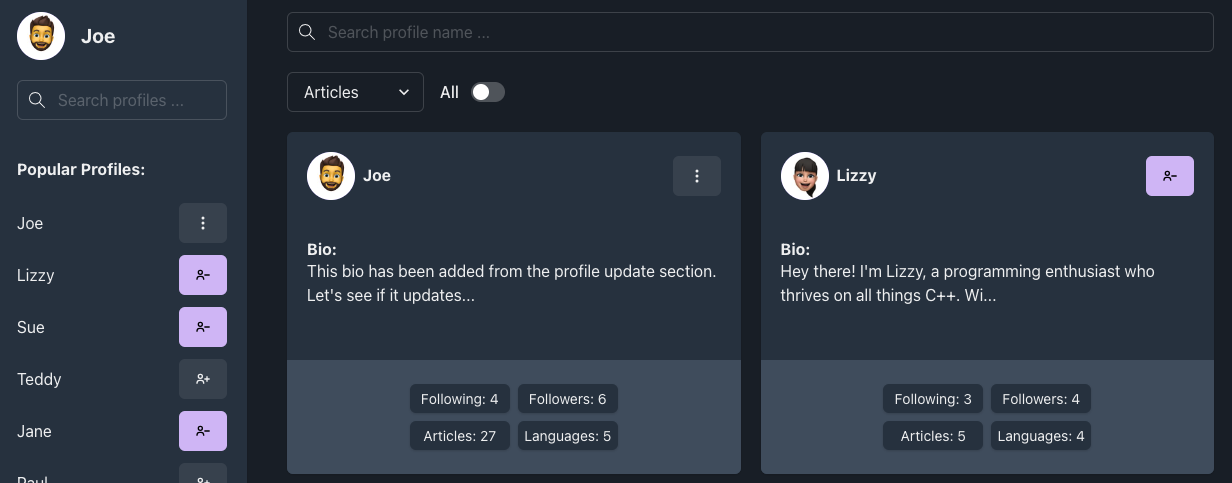 Joe
Search profiles ...
Popular Profiles:
Joe
Lizzy
Sue
Teddy
Jane
Paul
Search profile name ...
Articles
All
Joe
Bio:
This bio has been added from the profile update section.
Let's see if it updates...
Following: 4
Followers: 6
Articles: 27
Languages: 5
Lizzy
Bio:
Hey there! I'm Lizzy, a programming enthusiast who
thrives on all things C++. Wi...
Following: 3
Followers: 4
Articles: 5
Languages: 4